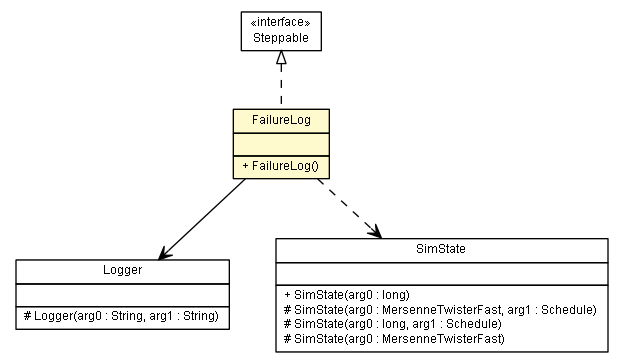 «interface»
Steppable
FailureLog
+ FailureLog()
Logger
# Logger(arg0 : String, arg1 : String)
SimState
+ SimState(arg0 : long)
# SimState(arg0 : MersenneTwisterFast, arg1 : Schedule)
# SimState(arg0 : long, arg1 : Schedule)
# SimState(arg0 : MersenneTwisterFast)